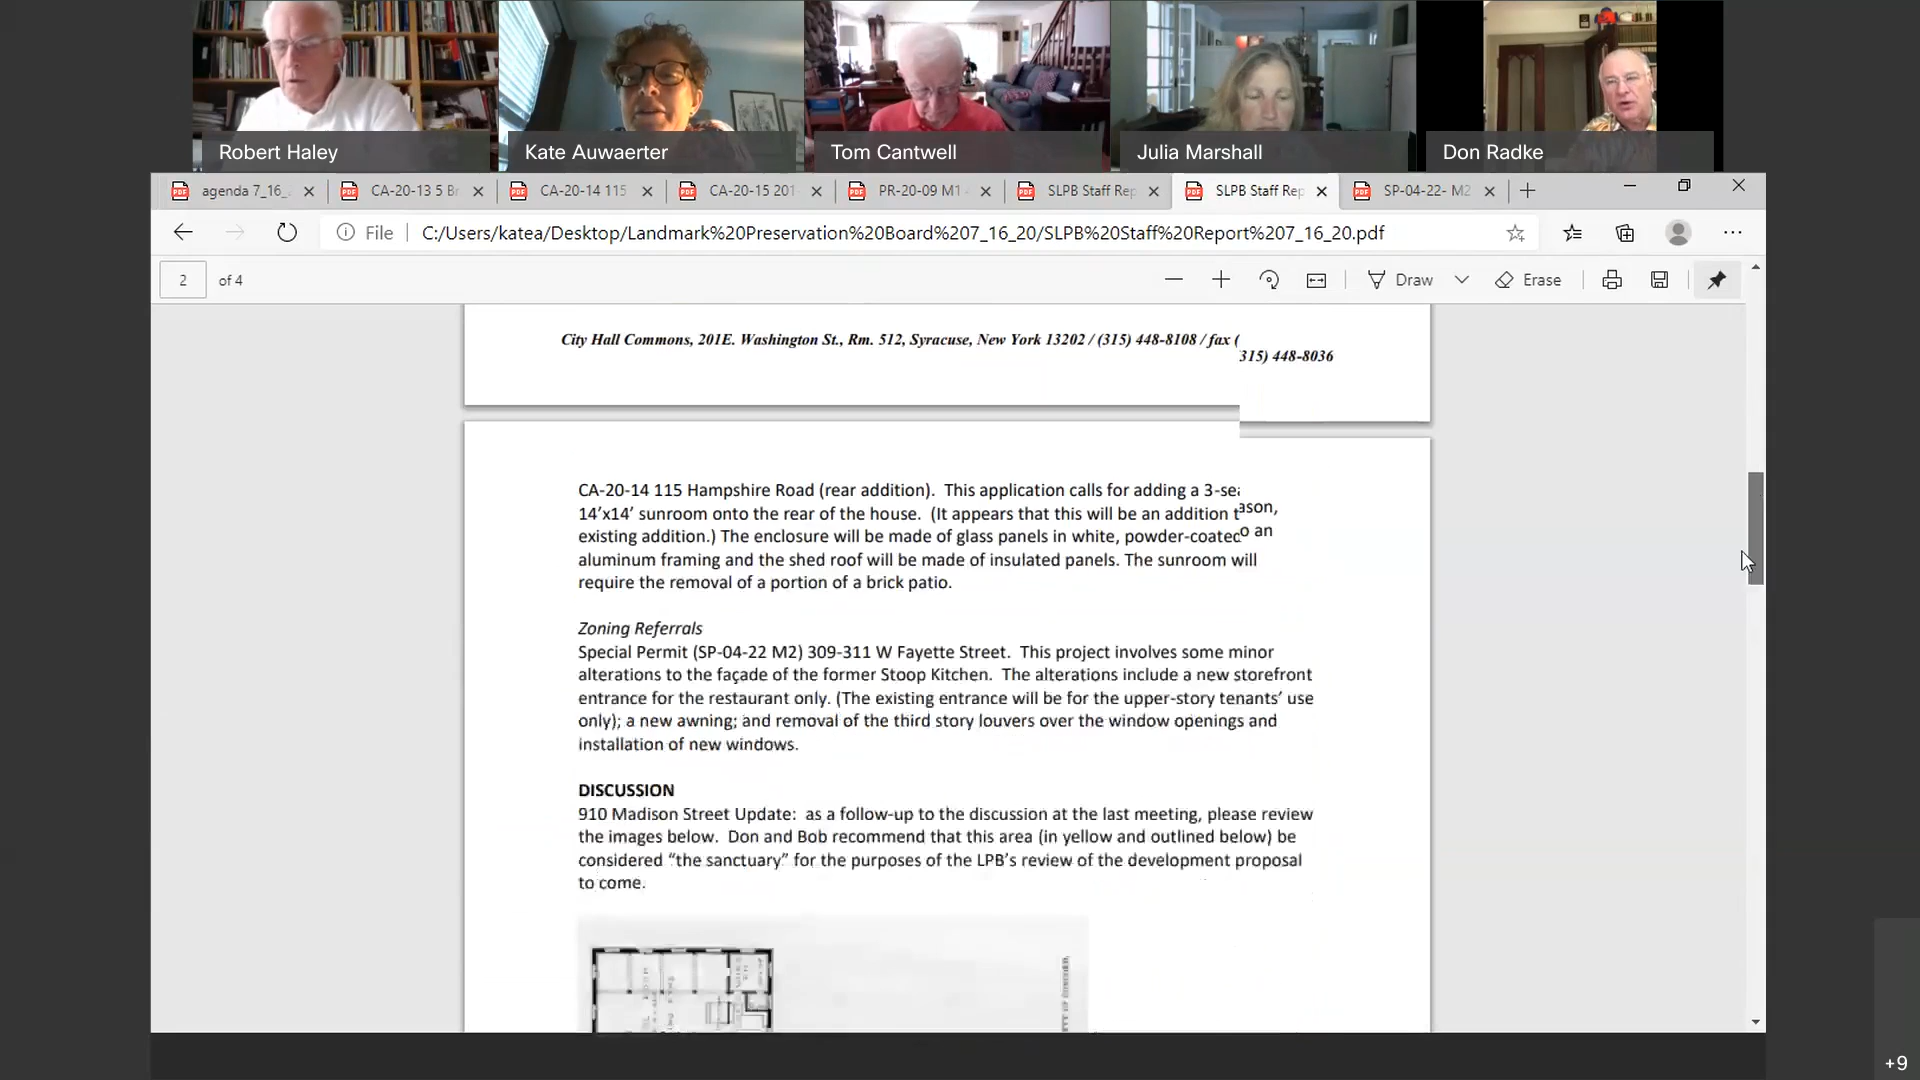 Robert Haley
Kate Auwaerter
Tom Cantwell
Julia Marshall
Don Radke
agenda 7_16_
CA-20-13 5 Br
CA-20-14 115
CA-20-15 201
PR-20-09 M1
SLPB Staff Rep
SLPB Staff Rep
SP-04-22- M2
File
C:/Users/katea/Desktop/Landmark%20Preservation%20Board%207_16_20/SLPB%20Staff%20Report%207_16_20.pdf
2 of 4
Draw
Erase
City Hall Commons, 201E. Washington St., Rm. 512, Syracuse, New York 13202 / (315) 448-8108 / fax (
315) 448-8036
CA-20-14 115 Hampshire Road (rear addition). This application calls for adding a 3-season,
14’x14’ sunroom onto the rear of the house. (It appears that this will be an addition to an
existing addition.) The enclosure will be made of glass panels in white, powder-coated
aluminum framing and the shed roof will be made of insulated panels. The sunroom will
require the removal of a portion of a brick patio.
Zoning Referrals
Special Permit (SP-04-22 M2) 309-311 W Fayette Street. This project involves some minor
alterations to the façade of the former Stoop Kitchen. The alterations include a new storefront
entrance for the restaurant only. (The existing entrance will be for the upper-story tenants’ use
only); a new awning; and removal of the third story louvers over the window openings and
installation of new windows.
DISCUSSION
910 Madison Street Update: as a follow-up to the discussion at the last meeting, please review
the images below. Don and Bob recommend that this area (in yellow and outlined below) be
considered “the sanctuary” for the purposes of the LPB’s review of the development proposal
to come.
+9